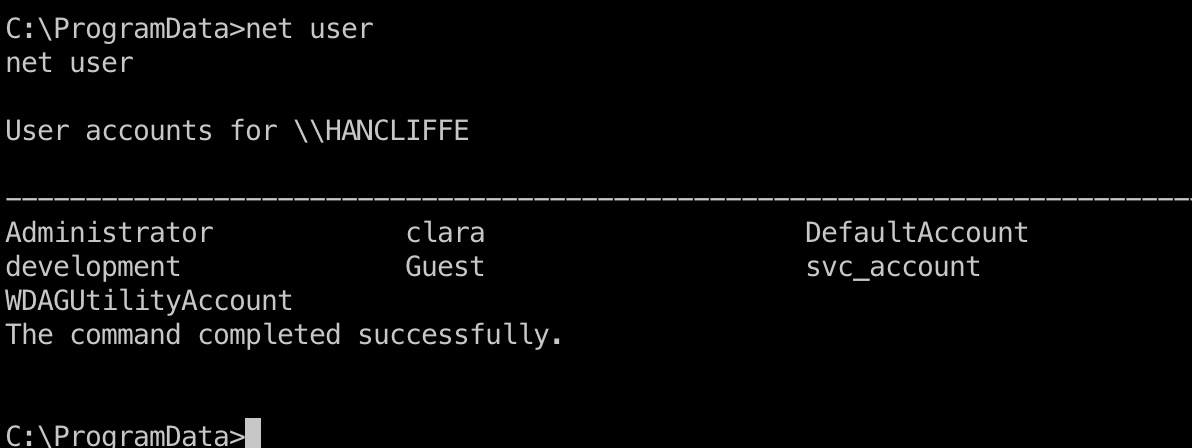 C:\ProgramData>net user
net user
User accounts for \\HANCLIFFE
-------------------------------------------------------------------------------
Administrator            clara                    DefaultAccount
development              Guest                    svc_account
WDAGUtilityAccount
The command completed successfully.
C:\ProgramData>